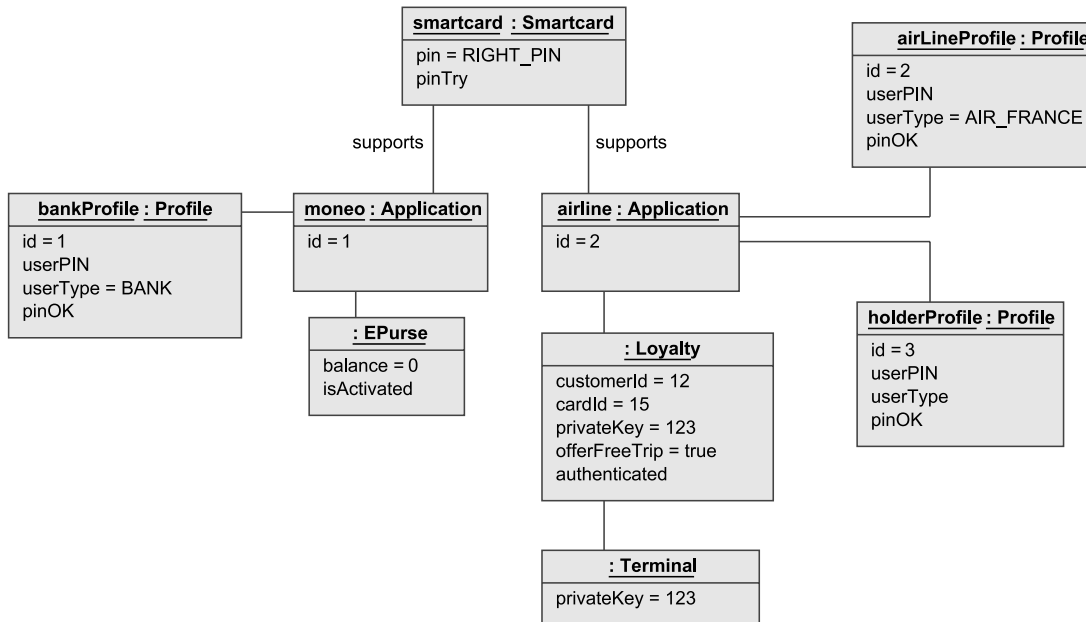 smartcard : Smartcard
pin = RIGHT_PIN
pinTry
airLineProfile : Profile
id = 2
userPIN
userType = AIR_FRANCE
pinOK
supports
supports
bankProfile : Profile
id = 1
userPIN
userType = BANK
pinOK
moneo : Application
id = 1
airline : Application
id = 2
: EPurse
balance = 0
isActivated
: Loyalty
customerId = 12
cardId = 15
privateKey = 123
offerFreeTrip = true
authenticated
holderProfile : Profile
id = 3
userPIN
userType
pinOK
: Terminal
privateKey = 123